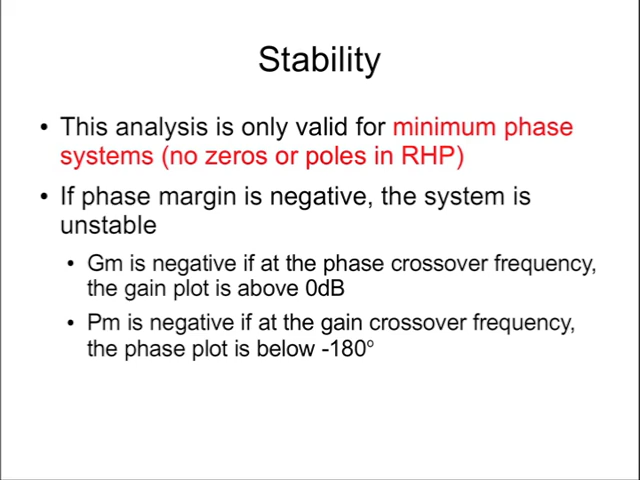 Stability
• This analysis is only valid for minimum phase
systems (no zeros or poles in RHP)
• If phase margin is negative, the system is
unstable
• Gm is negative if at the phase crossover frequency,
the gain plot is above 0dB
• Pm is negative if at the gain crossover frequency,
the phase plot is below -180°